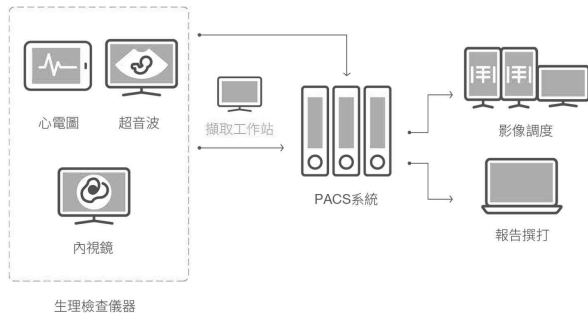 心電圖
超音波
內視鏡
生理檢查儀器
擷取工作站
PACS系統
影像調度
報告撰打